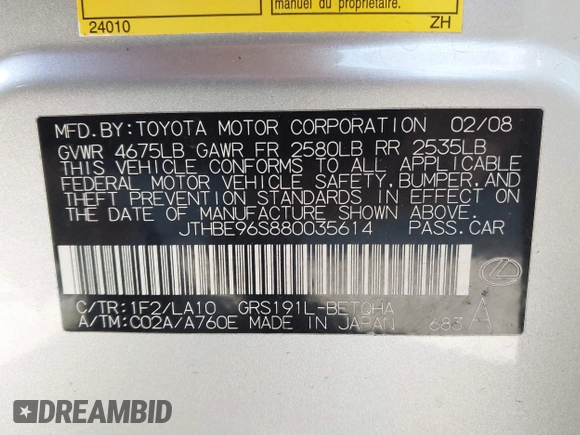 manuel du propriétaire.
24010 ZH
MFD.BY:TOYOTA MOTOR CORPORATION 02/08
GVWR 4675LB GAWR FR 2580LB RR 2535LB
THIS VEHICLE CONFORMS TO ALL APPLICABLE
FEDERAL MOTOR VEHICLE SAFETY,BUMPER,AND
THEFT PREVENTION STANDARDS IN EFFECT ON
THE DATE OF MANUFACTURE SHOWN ABOVE.
JTHBE96S880035614 PASS.CAR
C/TR:1F2/LA10 GRS191L-BETQHA
A/TM:C02A/A760E MADE IN JAPAN 683 A
DREAMBID